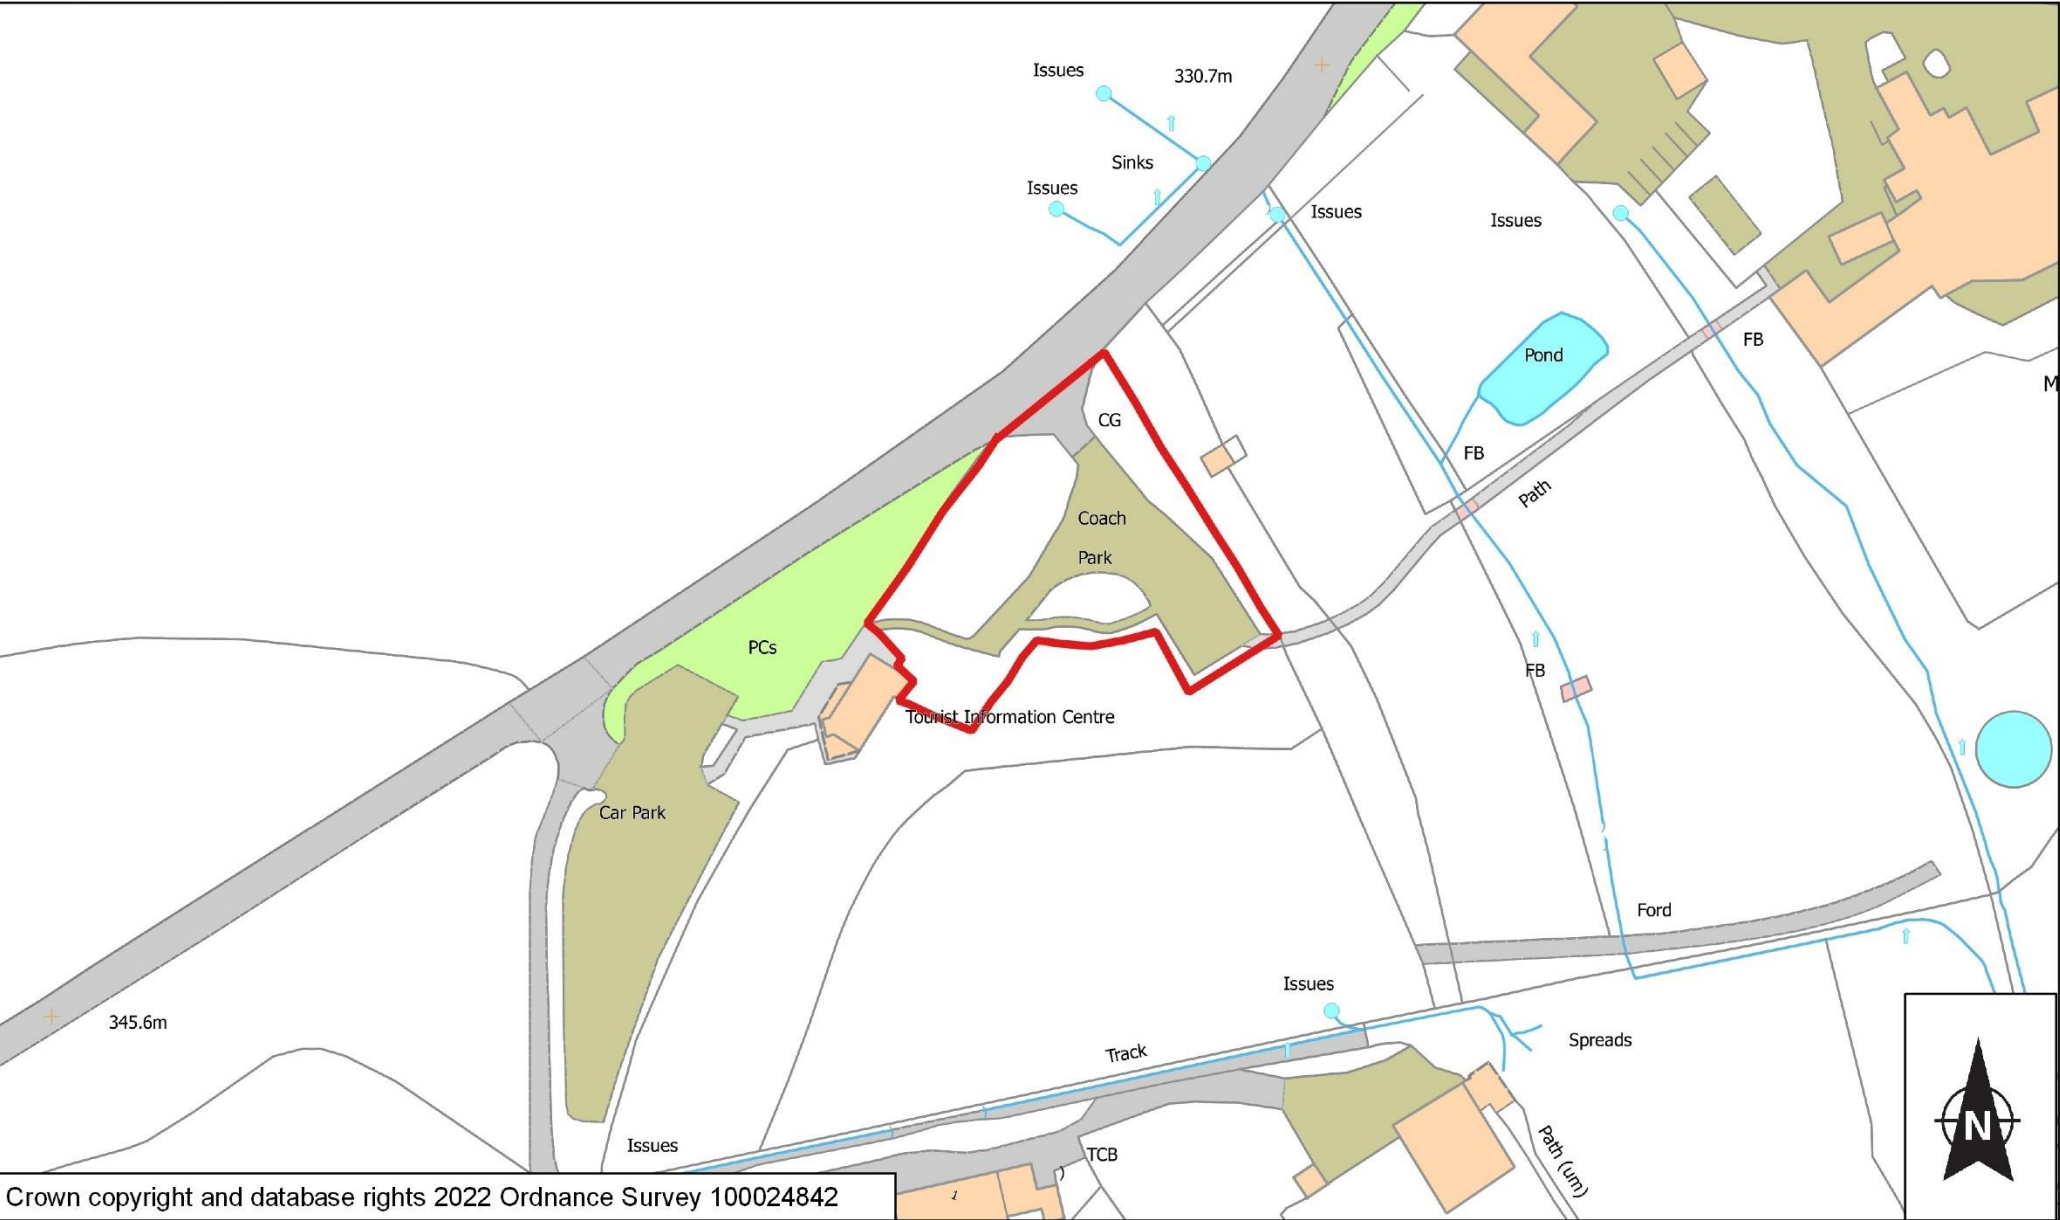 Issues
330.7m
Sinks
Issues
Issues
Issues
Pond
FB
M
CG
FB
Path
Coach
Park
PCs
FB
Tourist Information Centre
Car Park
Ford
Issues
345.6m
Track
Spreads
Issues
TCB
Path (um)
1
N
Crown copyright and database rights 2022 Ordnance Survey 100024842